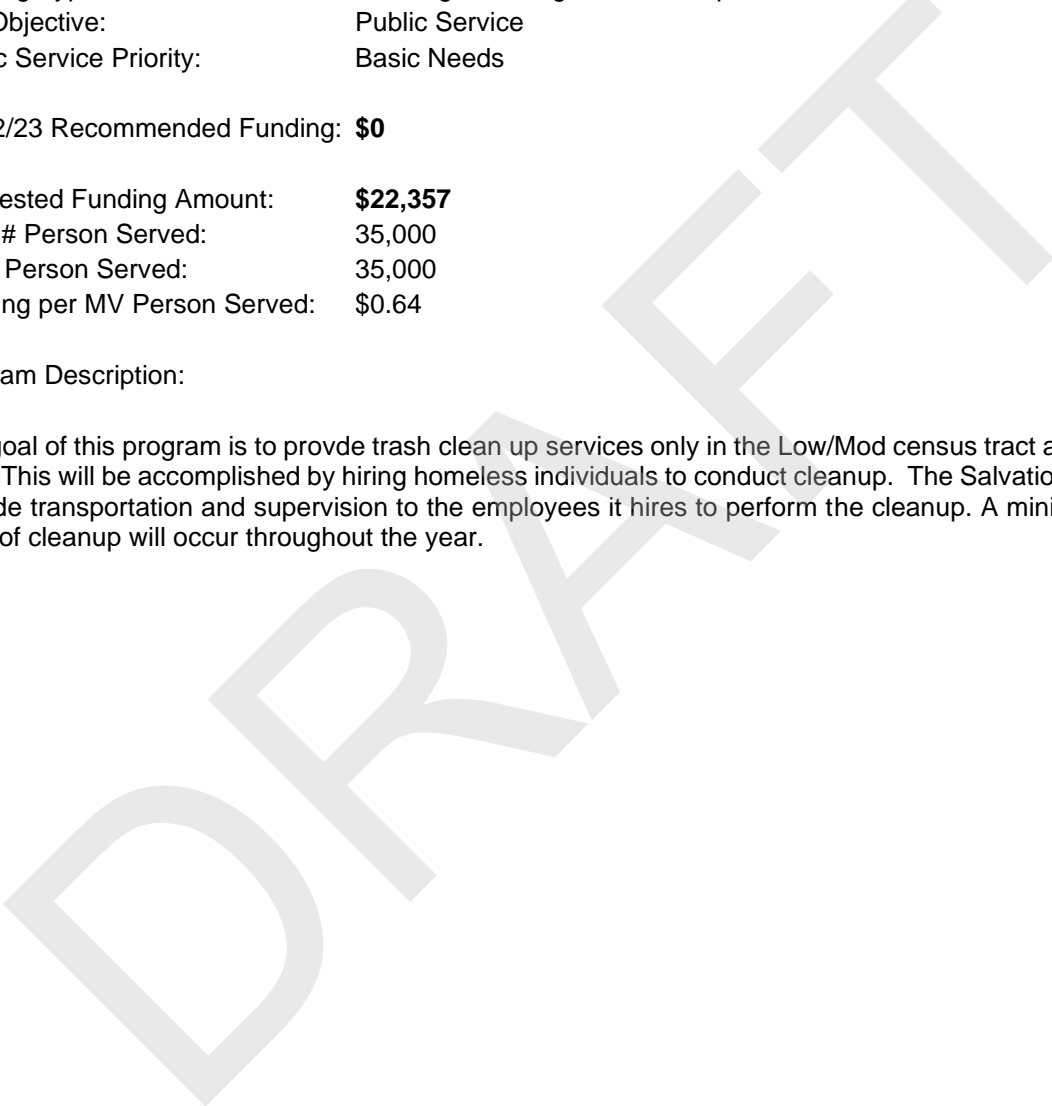 Objective: Public Service
Service Priority: Basic Needs
2/23 Recommended Funding: $0
ested Funding Amount: $22,357
# Person Served: 35,000
Person Served: 35,000
ng per MV Person Served: $0.64
am Description:
goal of this program is to provde trash clean up services only in the Low/Mod census tract a
This will be accomplished by hiring homeless individuals to conduct cleanup. The Salvatio
de transportation and supervision to the employees it hires to perform the cleanup. A mini
of cleanup will occur throughout the year.
DRAFT